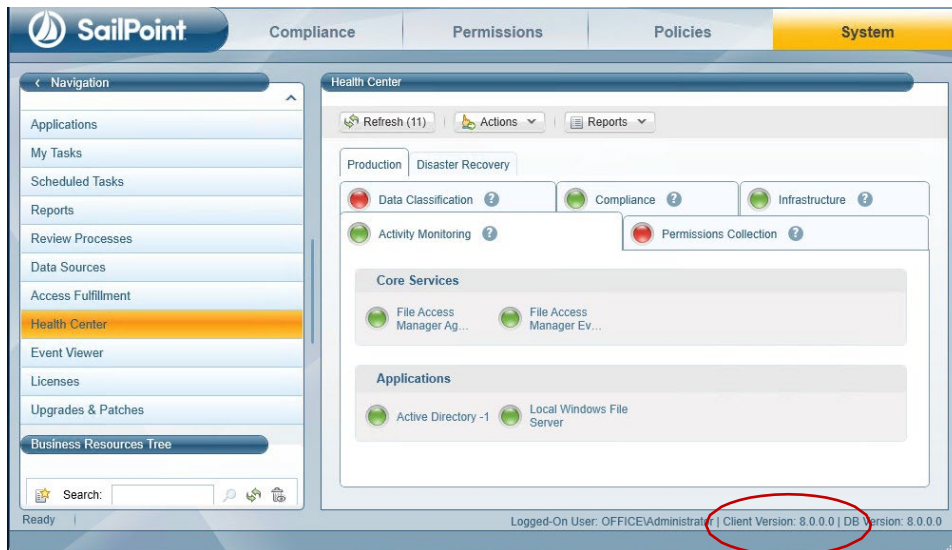 SailPoint
Compliance
Permissions
Policies
System
Navigation
Applications
My Tasks
Scheduled Tasks
Reports
Review Processes
Data Sources
Access Fulfillment
Health Center
Event Viewer
Licenses
Upgrades & Patches
Business Resources Tree
Search:
Health Center
Refresh (11)
Actions
Reports
Production
Disaster Recovery
Data Classification ?
Compliance ?
Infrastructure ?
Activity Monitoring ?
Permissions Collection ?
Core Services
File Access
Manager Ag...
File Access
Manager Ev...
Applications
Active Directory -1
Local Windows File
Server
Ready
Logged-On User: OFFICE\Administrator | Client Version: 8.0.0.0 | DB Version: 8.0.0.0